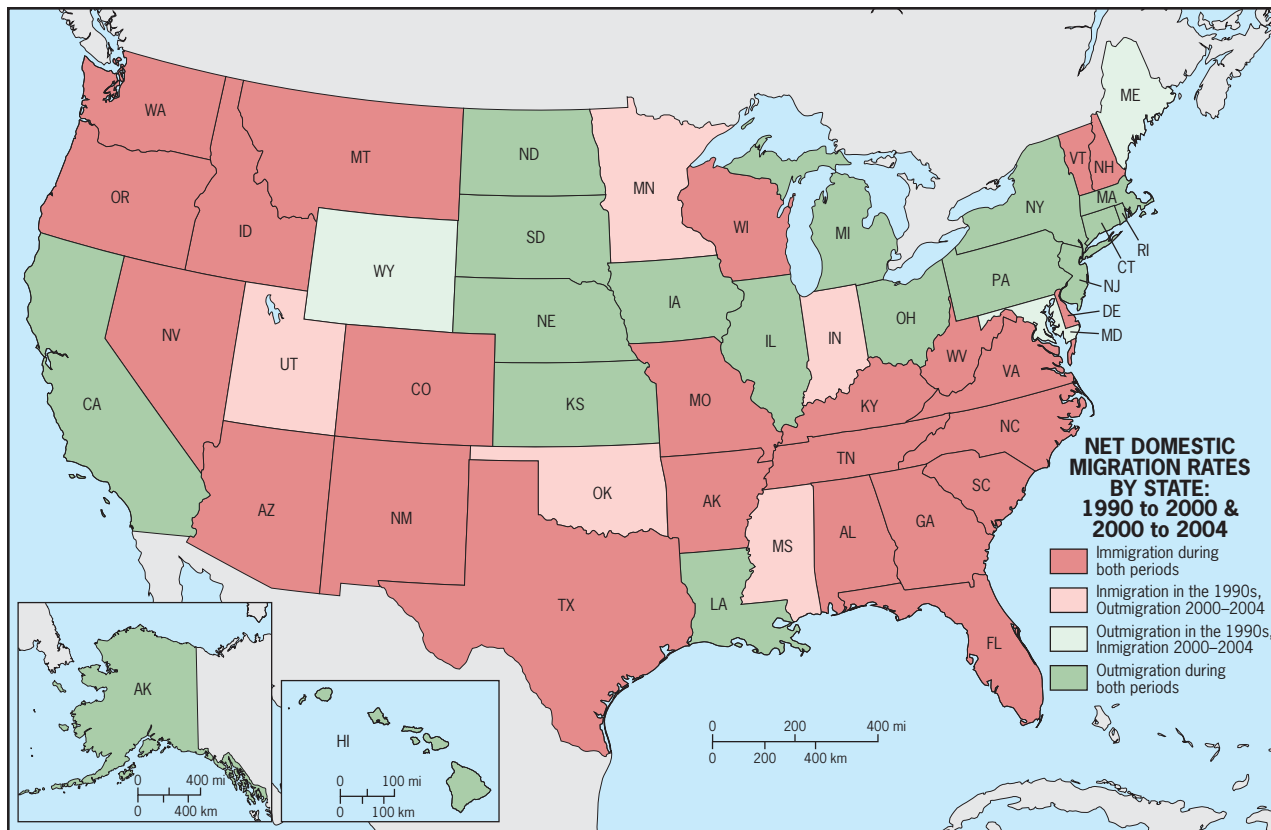 ME
WA
MT
ND
MN
VT
NH
OR
ID
SD
WI
MI
NY
MA
RI
CT
WY
IA
PA
NJ
NE
OH
DE
NV
UT
IL
IN
MD
CA
CO
KS
MO
WV
VA
KY
NC
TN
AZ
NM
OK
AK
SC
MS
AL
GA
TX
LA
FL
NET DOMESTIC
MIGRATION RATES
BY STATE:
1990 to 2000 &
2000 to 2004
Immigration during
both periods
Inmigration in the 1990s,
Outmigration 2000–2004
Outmigration in the 1990s,
Inmigration 2000–2004
Outmigration during
both periods
AK
0 400 mi
0 400 km
HI
0 100 mi
0 100 km
0 200 400 mi
0 200 400 km